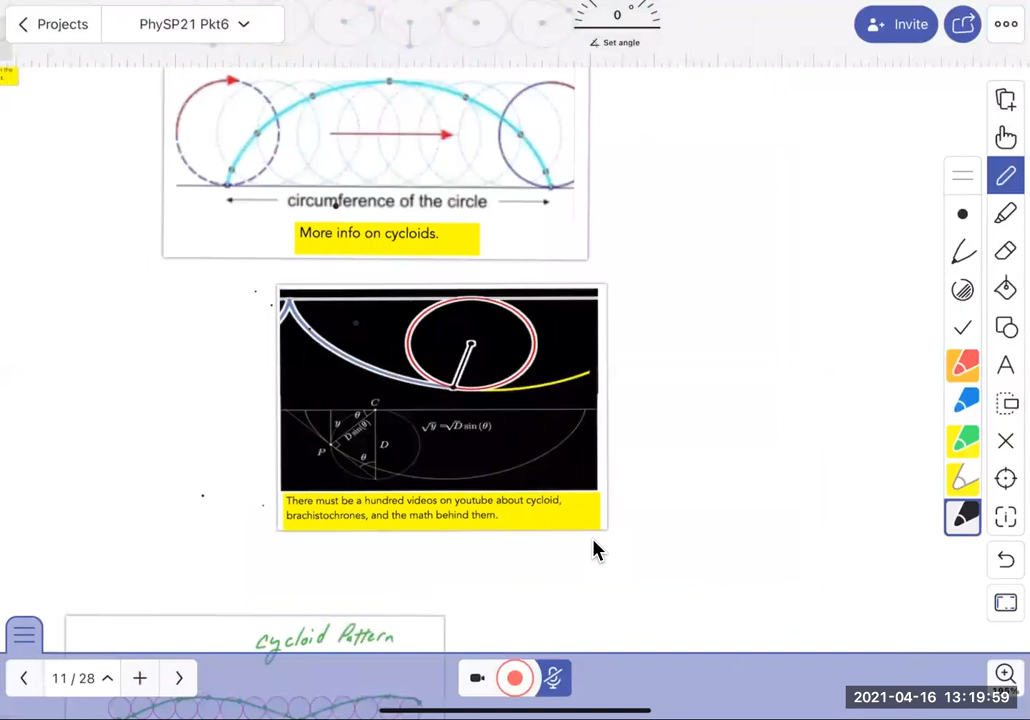 Projects
PhySP21 Pkt6
0 °
Set angle
Invite
circumference of the circle
More info on cycloids.
C
θ
y
D sin(θ)
√y = √D sin (θ)
D
P
θ
There must be a hundred videos on youtube about cycloid,
brachistochrones, and the math behind them.
Cycloid Pattern
11 / 28
2021-04-16 13:19:59